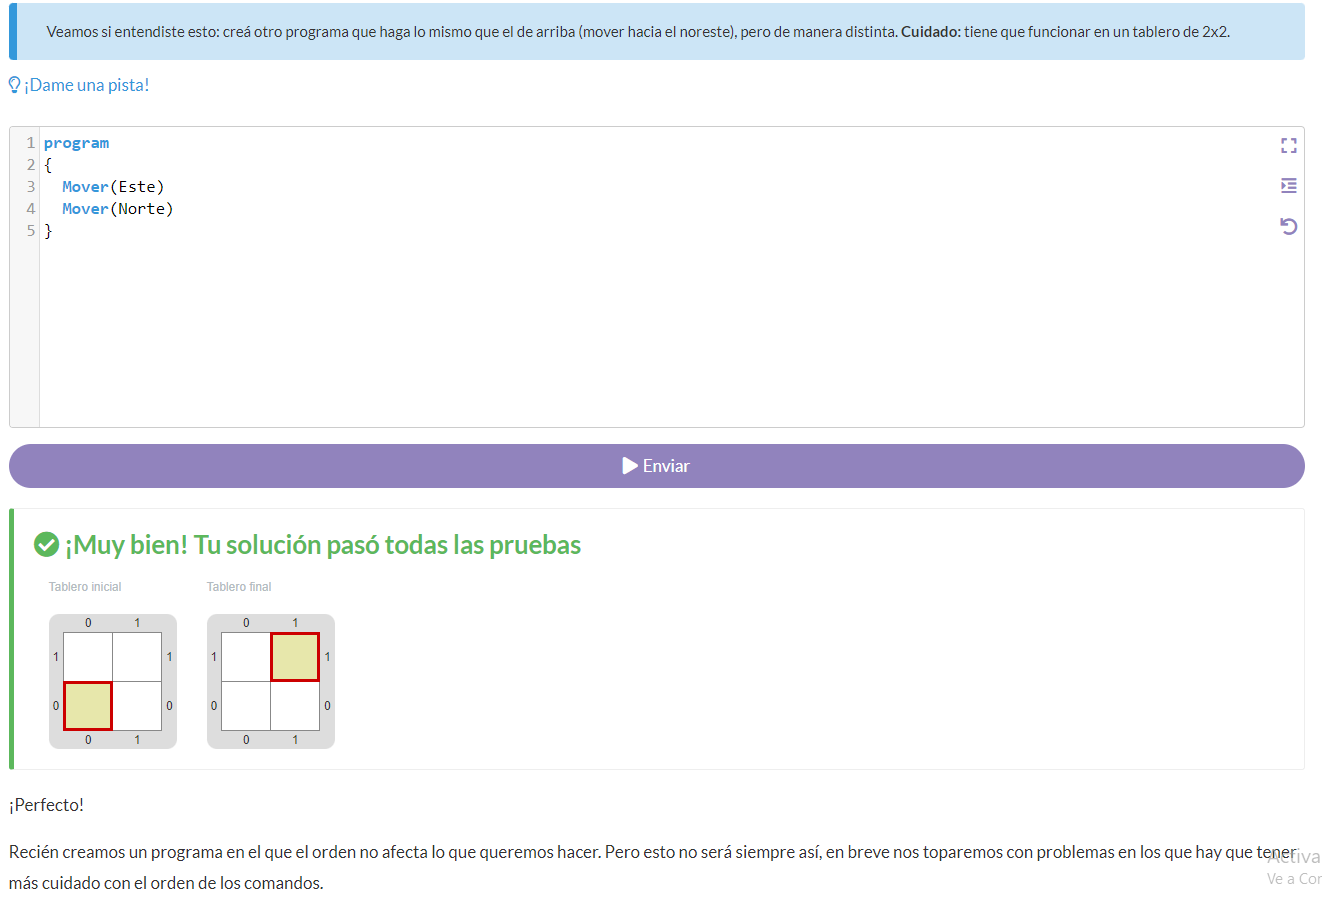 Veamos si entendiste esto: creá otro programa que haga lo mismo que el de arriba (mover hacia el noreste), pero de manera distinta. Cuidado: tiene que funcionar en un tablero de 2x2.
¡Dame una pista!
1 program
2 {
3 Mover(Este)
4 Mover(Norte)
5 }
Enviar
¡Muy bien! Tu solución pasó todas las pruebas
Tablero inicial Tablero final
0 1 0 1
1 1 1 1
0 0 0 0
0 1 0 1
¡Perfecto!
Recién creamos un programa en el que el orden no afecta lo que queremos hacer. Pero esto no será siempre así, en breve nos toparemos con problemas en los que hay que tener
más cuidado con el orden de los comandos.
Activa
Ve a Con